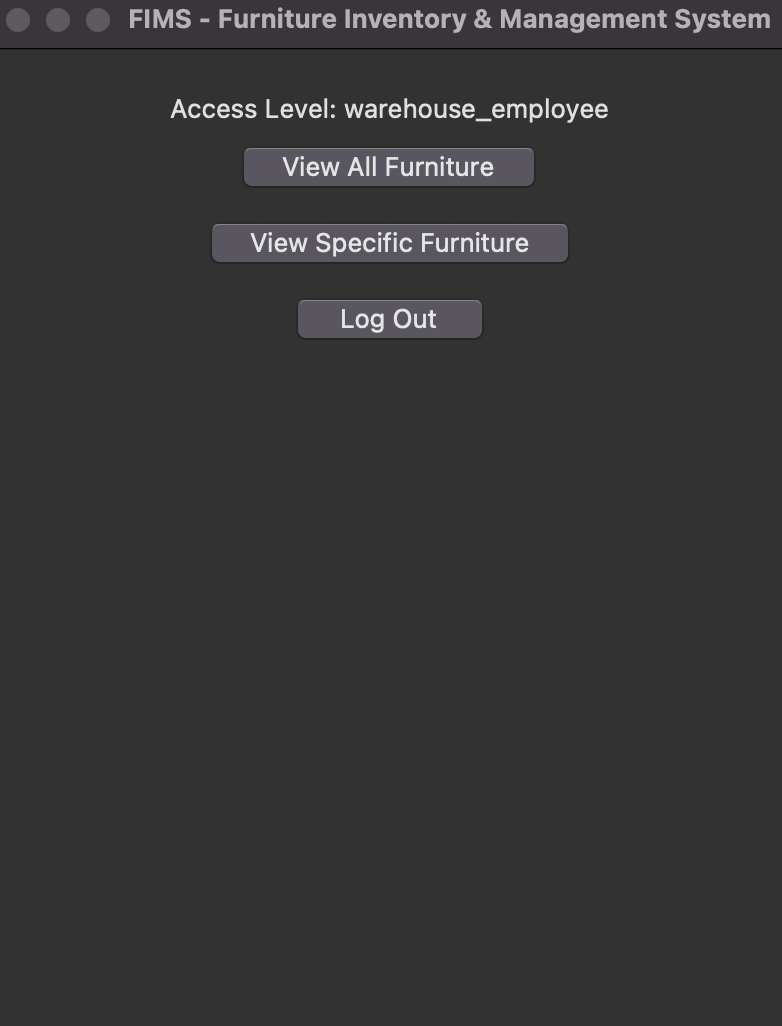 FIMS - Furniture Inventory & Management System
Access Level: warehouse_employee
View All Furniture
View Specific Furniture
Log Out